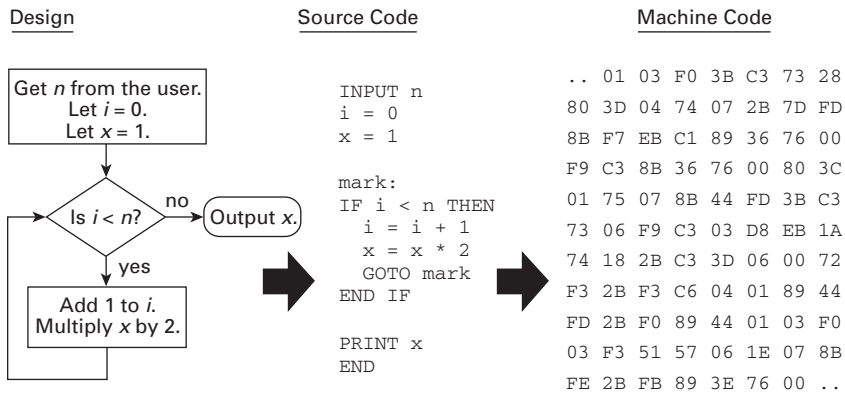 Design
Get n from the user.
Let i = 0.
Let x = 1.
Is i < n?
no
Output x.
yes
Add 1 to i.
Multiply x by 2.
Source Code
INPUT n
i = 0
x = 1
mark:
IF i < n THEN
i = i + 1
x = x * 2
GOTO mark
END IF
PRINT x
END
Machine Code
.. 01 03 F0 3B C3 73 28
80 3D 04 74 07 2B 7D FD
8B F7 EB C1 89 36 76 00
F9 C3 8B 36 76 00 80 3C
01 75 07 8B 44 FD 3B C3
73 06 F9 C3 03 D8 EB 1A
74 18 2B C3 3D 06 00 72
F3 2B F3 C6 04 01 89 44
FD 2B F0 89 44 01 03 F0
03 F3 51 57 06 1E 07 8B
FE 2B FB 89 3E 76 00 ..